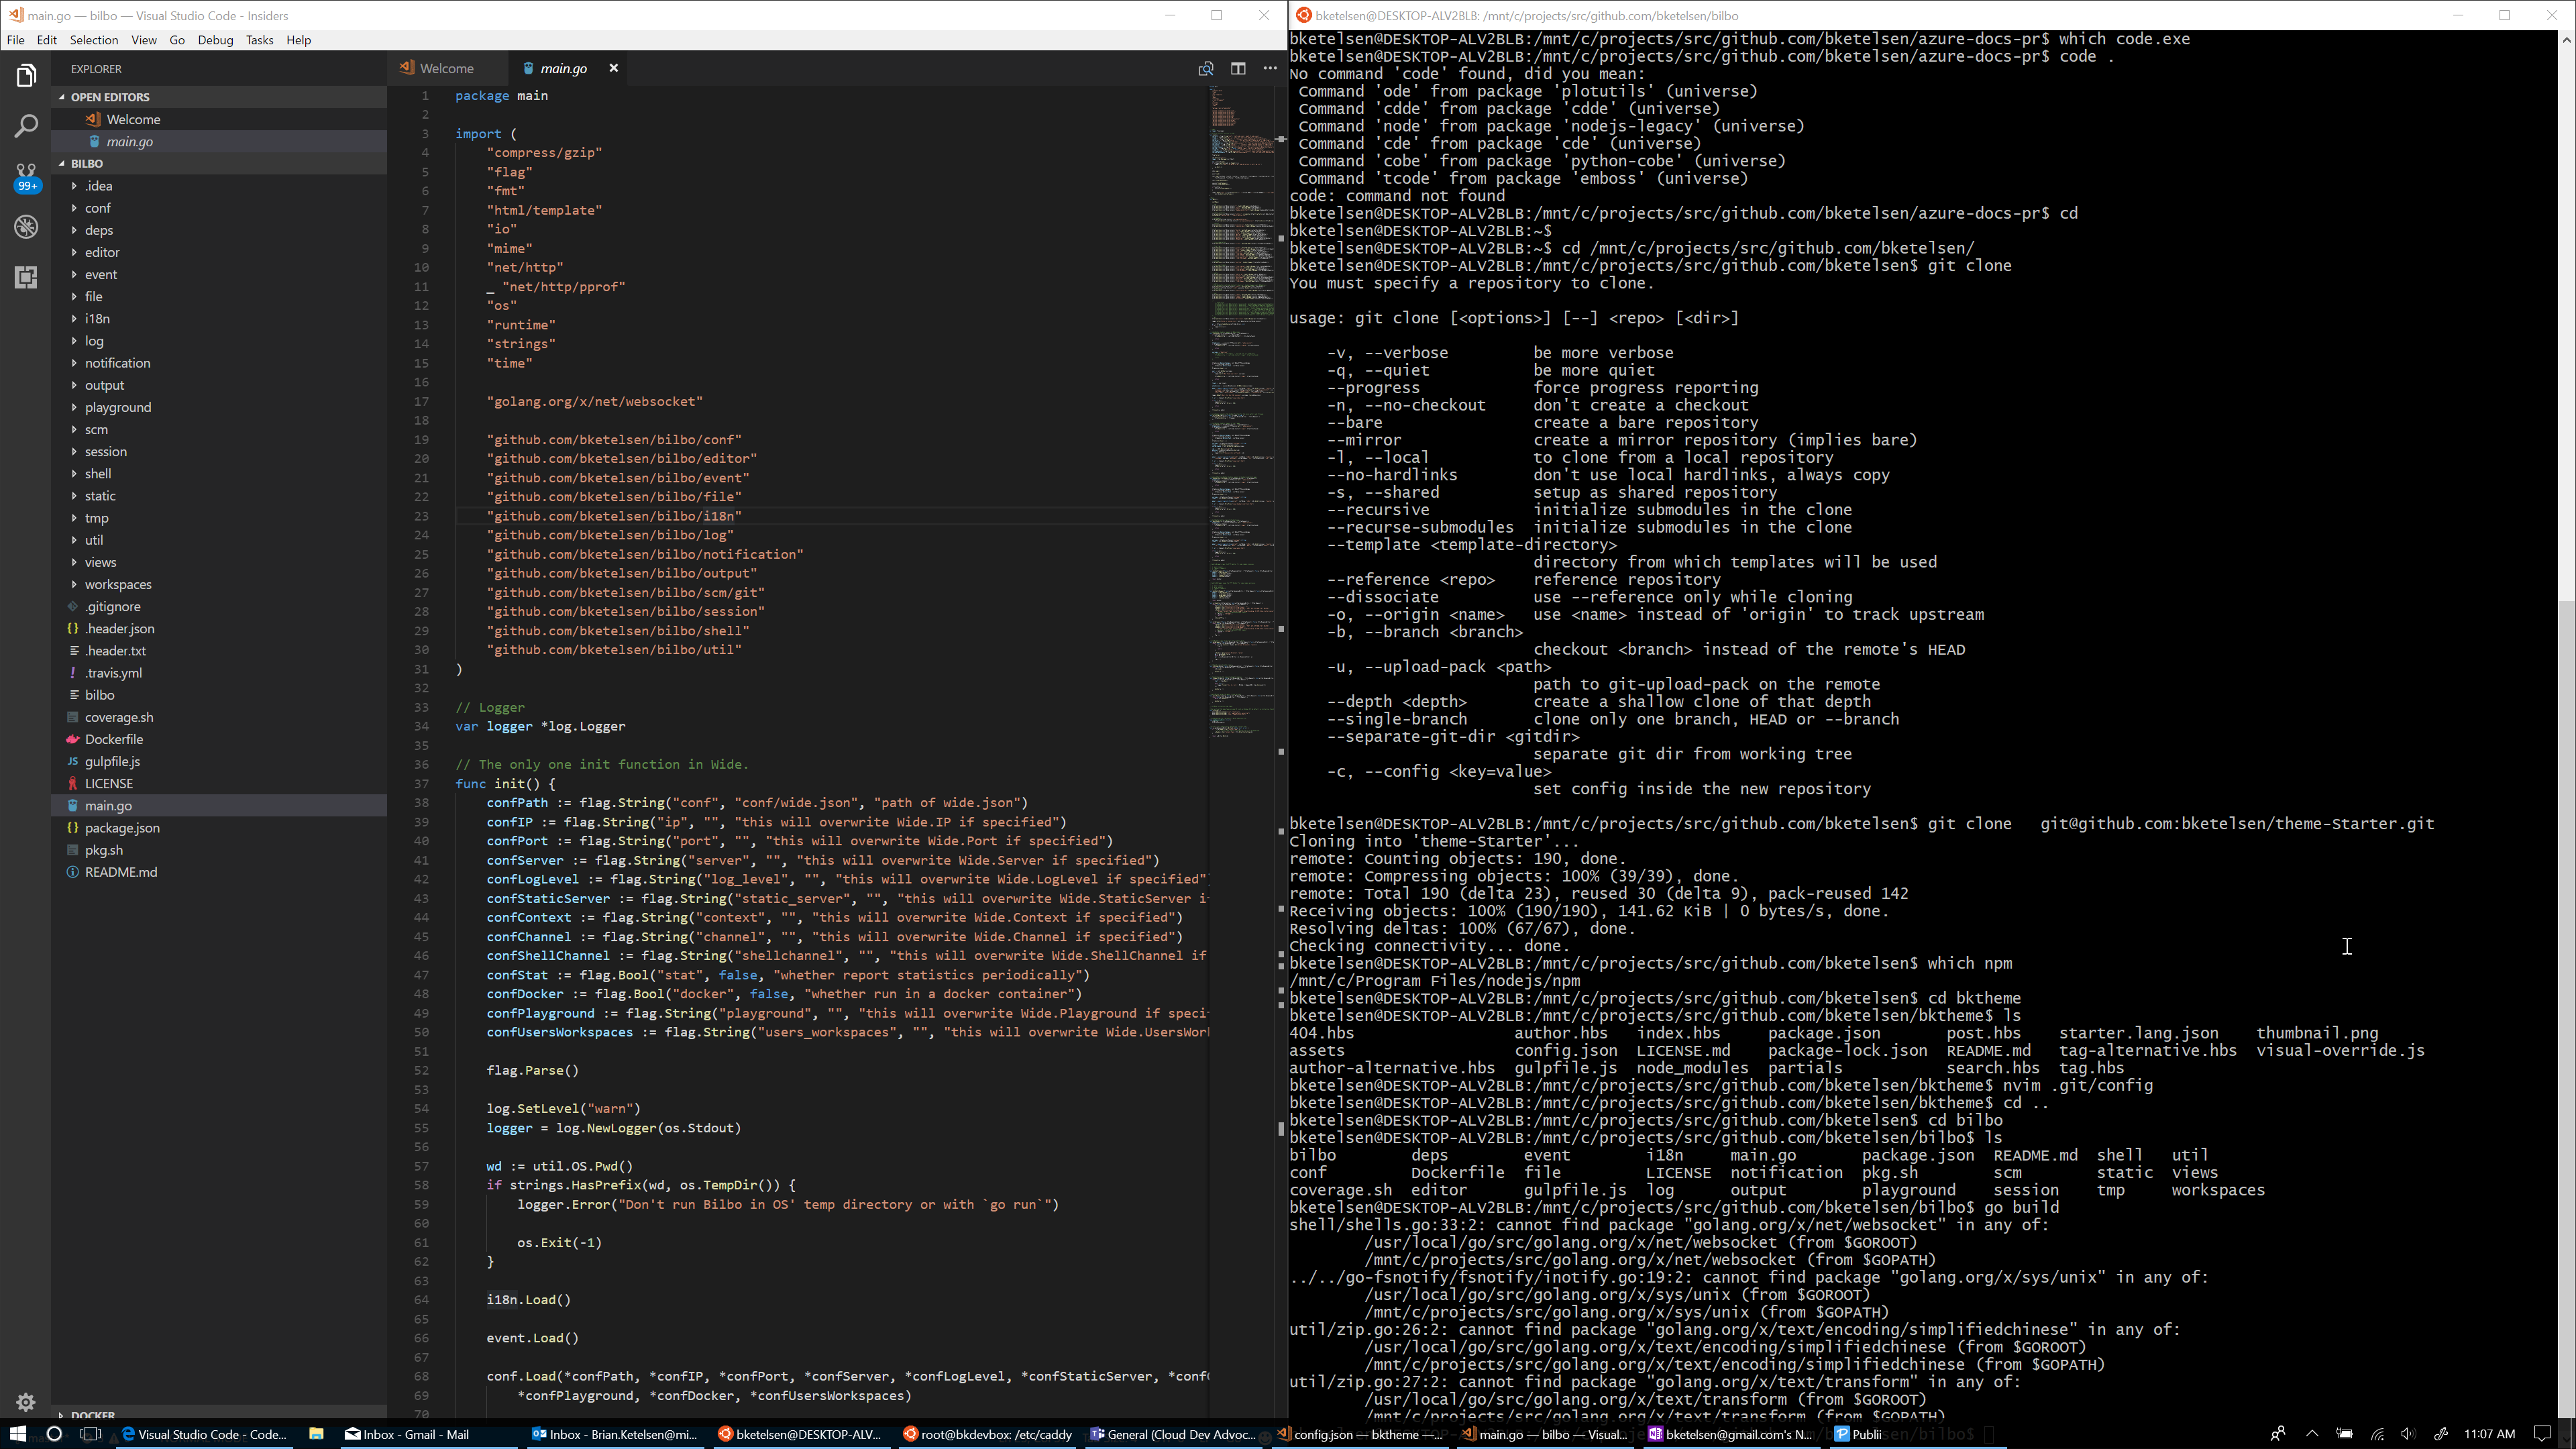 main.go — bilbo — Visual Studio Code - Insiders
File Edit Selection View Go Debug Tasks Help
EXPLORER
OPEN EDITORS
Welcome
main.go
BILBO
99+
.idea
conf
deps
editor
event
file
i18n
log
notification
output
playground
scm
session
shell
static
tmp
util
views
workspaces
.gitignore
{} .header.json
.header.txt
! .travis.yml
bilbo
coverage.sh
Dockerfile
JS gulpfile.js
LICENSE
main.go
{} package.json
pkg.sh
README.md
DOCKER
Welcome main.go
1 package main
2
3 import (
4 "compress/gzip"
5 "flag"
6 "fmt"
7 "html/template"
8 "io"
9 "mime"
10 "net/http"
11 _ "net/http/pprof"
12 "os"
13 "runtime"
14 "strings"
15 "time"
16
17 "golang.org/x/net/websocket"
18
19 "github.com/bketelsen/bilbo/conf"
20 "github.com/bketelsen/bilbo/editor"
21 "github.com/bketelsen/bilbo/event"
22 "github.com/bketelsen/bilbo/file"
23 "github.com/bketelsen/bilbo/i18n"
24 "github.com/bketelsen/bilbo/log"
25 "github.com/bketelsen/bilbo/notification"
26 "github.com/bketelsen/bilbo/output"
27 "github.com/bketelsen/bilbo/scm/git"
28 "github.com/bketelsen/bilbo/session"
29 "github.com/bketelsen/bilbo/shell"
30 "github.com/bketelsen/bilbo/util"
31 )
32
33 // Logger
34 var logger *log.Logger
35
36 // The only one init function in Wide.
37 func init() {
38 confPath := flag.String("conf", "conf/wide.json", "path of wide.json")
39 confIP := flag.String("ip", "", "this will overwrite Wide.IP if specified")
40 confPort := flag.String("port", "", "this will overwrite Wide.Port if specified")
41 confServer := flag.String("server", "", "this will overwrite Wide.Server if specified")
42 confLogLevel := flag.String("log_level", "", "this will overwrite Wide.LogLevel if specified"
43 confStaticServer := flag.String("static_server", "", "this will overwrite Wide.StaticServer i
44 confContext := flag.String("context", "", "this will overwrite Wide.Context if specified")
45 confChannel := flag.String("channel", "", "this will overwrite Wide.Channel if specified")
46 confShellChannel := flag.String("shellchannel", "", "this will overwrite Wide.ShellChannel if
47 confStat := flag.Bool("stat", false, "whether report statistics periodically")
48 confDocker := flag.Bool("docker", false, "whether run in a docker container")
49 confPlayground := flag.String("playground", "", "this will overwrite Wide.Playground if speci
50 confUsersWorkspaces := flag.String("users_workspaces", "", "this will overwrite Wide.UsersWor
51
52 flag.Parse()
53
54 log.SetLevel("warn")
55 logger = log.NewLogger(os.Stdout)
56
57 wd := util.OS.Pwd()
58 if strings.HasPrefix(wd, os.TempDir()) {
59 logger.Error("Don't run Bilbo in OS' temp directory or with `go run`")
60
61 os.Exit(-1)
62 }
63
64 i18n.Load()
65
66 event.Load()
67
68 conf.Load(*confPath, *confIP, *confPort, *confServer, *confLogLevel, *confStaticServer, *conf
69 *confPlayground, *confDocker, *confUsersWorkspaces)
70
bketelsen@DESKTOP-ALV2BLB: /mnt/c/projects/src/github.com/bketelsen/bilbo
bketelsen@DESKTOP-ALV2BLB:/mnt/c/projects/src/github.com/bketelsen/azure-docs-pr$ which code.exe
bketelsen@DESKTOP-ALV2BLB:/mnt/c/projects/src/github.com/bketelsen/azure-docs-pr$ code .
No command 'code' found, did you mean:
Command 'ode' from package 'plotutils' (universe)
Command 'cdde' from package 'cdde' (universe)
Command 'node' from package 'nodejs-legacy' (universe)
Command 'cde' from package 'cde' (universe)
Command 'cobe' from package 'python-cobe' (universe)
Command 'tcode' from package 'emboss' (universe)
code: command not found
bketelsen@DESKTOP-ALV2BLB:/mnt/c/projects/src/github.com/bketelsen/azure-docs-pr$ cd
bketelsen@DESKTOP-ALV2BLB:~$
bketelsen@DESKTOP-ALV2BLB:~$ cd /mnt/c/projects/src/github.com/bketelsen/
bketelsen@DESKTOP-ALV2BLB:/mnt/c/projects/src/github.com/bketelsen$ git clone
You must specify a repository to clone.
usage: git clone [<options>] [--] <repo> [<dir>]
-v, --verbose be more verbose
-q, --quiet be more quiet
--progress force progress reporting
-n, --no-checkout don't create a checkout
--bare create a bare repository
--mirror create a mirror repository (implies bare)
-l, --local to clone from a local repository
--no-hardlinks don't use local hardlinks, always copy
-s, --shared setup as shared repository
--recursive initialize submodules in the clone
--recurse-submodules initialize submodules in the clone
--template <template-directory>
directory from which templates will be used
--reference <repo> reference repository
--dissociate use --reference only while cloning
-o, --origin <name> use <name> instead of 'origin' to track upstream
-b, --branch <branch>
checkout <branch> instead of the remote's HEAD
-u, --upload-pack <path>
path to git-upload-pack on the remote
--depth <depth> create a shallow clone of that depth
--single-branch clone only one branch, HEAD or --branch
--separate-git-dir <gitdir>
separate git dir from working tree
-c, --config <key=value>
set config inside the new repository
bketelsen@DESKTOP-ALV2BLB:/mnt/c/projects/src/github.com/bketelsen$ git clone git@github.com:bketelsen/theme-Starter.git
Cloning into 'theme-Starter'...
remote: Counting objects: 190, done.
remote: Compressing objects: 100% (39/39), done.
remote: Total 190 (delta 23), reused 30 (delta 9), pack-reused 142
Receiving objects: 100% (190/190), 141.62 KiB | 0 bytes/s, done.
Resolving deltas: 100% (67/67), done.
Checking connectivity... done.
bketelsen@DESKTOP-ALV2BLB:/mnt/c/projects/src/github.com/bketelsen$ which npm
/mnt/c/Program Files/nodejs/npm
bketelsen@DESKTOP-ALV2BLB:/mnt/c/projects/src/github.com/bketelsen$ cd bktheme
bketelsen@DESKTOP-ALV2BLB:/mnt/c/projects/src/github.com/bketelsen/bktheme$ ls
404.hbs author.hbs index.hbs package.json post.hbs starter.lang.json thumbnail.png
assets config.json LICENSE.md package-lock.json README.md tag-alternative.hbs visual-override.js
author-alternative.hbs gulpfile.js node_modules partials search.hbs tag.hbs
bketelsen@DESKTOP-ALV2BLB:/mnt/c/projects/src/github.com/bketelsen/bktheme$ nvim .git/config
bketelsen@DESKTOP-ALV2BLB:/mnt/c/projects/src/github.com/bketelsen/bktheme$ cd ..
bketelsen@DESKTOP-ALV2BLB:/mnt/c/projects/src/github.com/bketelsen$ cd bilbo
bketelsen@DESKTOP-ALV2BLB:/mnt/c/projects/src/github.com/bketelsen/bilbo$ ls
bilbo deps event i18n main.go package.json README.md shell util
conf Dockerfile file LICENSE notification pkg.sh scm static views
coverage.sh editor gulpfile.js log output playground session tmp workspaces
bketelsen@DESKTOP-ALV2BLB:/mnt/c/projects/src/github.com/bketelsen/bilbo$ go build
shell/shells.go:33:2: cannot find package "golang.org/x/net/websocket" in any of:
/usr/local/go/src/golang.org/x/net/websocket (from $GOROOT)
/mnt/c/projects/src/golang.org/x/net/websocket (from $GOPATH)
../../go-fsnotify/fsnotify/inotify.go:19:2: cannot find package "golang.org/x/sys/unix" in any of:
/usr/local/go/src/golang.org/x/sys/unix (from $GOROOT)
/mnt/c/projects/src/golang.org/x/sys/unix (from $GOPATH)
util/zip.go:26:2: cannot find package "golang.org/x/text/encoding/simplifiedchinese" in any of:
/usr/local/go/src/golang.org/x/text/encoding/simplifiedchinese (from $GOROOT)
/mnt/c/projects/src/golang.org/x/text/encoding/simplifiedchinese (from $GOPATH)
util/zip.go:27:2: cannot find package "golang.org/x/text/transform" in any of:
/usr/local/go/src/golang.org/x/text/transform (from $GOROOT)
/mnt/c/projects/src/golang.org/x/text/transform (from $GOPATH)
Visual Studio Code - Code...
Inbox - Gmail - Mail
Inbox - Brian.Ketelsen@mi...
bketelsen@DESKTOP-ALV...
root@bkdevbox: /etc/caddy
General (Cloud Dev Advoc...
config.json — bktheme —...
main.go — bilbo — Visual...
bketelsen@gmail.com's N...
Publii
11:07 AM